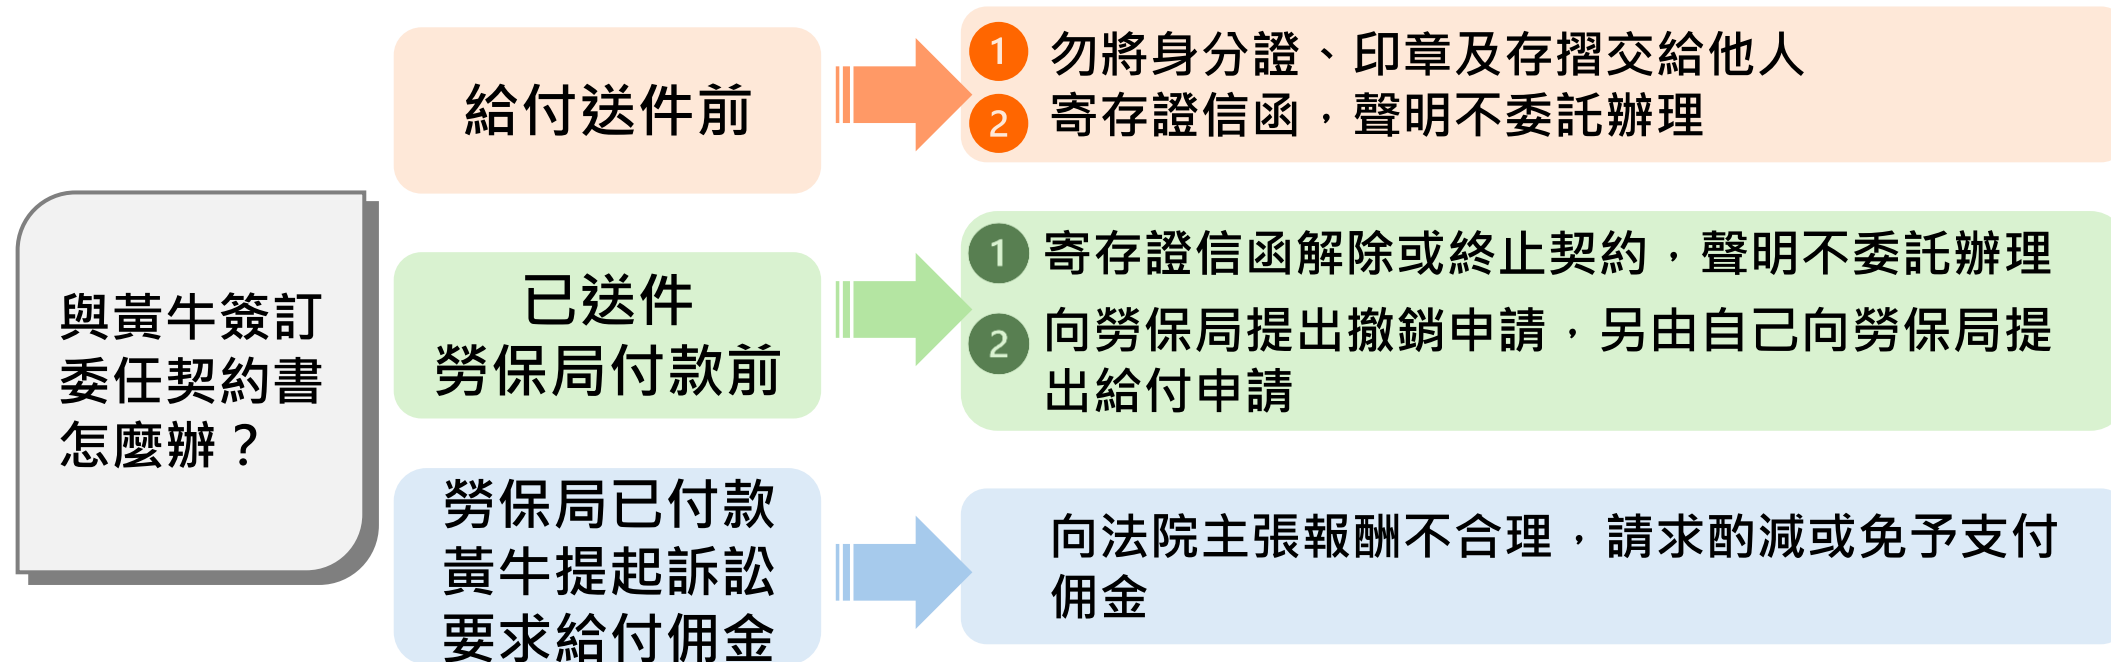 與黃牛簽訂
委任契約書
怎麼辦？
給付送件前
1 勿將身分證、印章及存摺交給他人
2 寄存證信函，聲明不委託辦理
已送件
勞保局付款前
1 寄存證信函解除或終止契約，聲明不委託辦理
2 向勞保局提出撤銷申請，另由自己向勞保局提
出給付申請
勞保局已付款
黃牛提起訴訟
要求給付佣金
向法院主張報酬不合理，請求酌減或免予支付
佣金